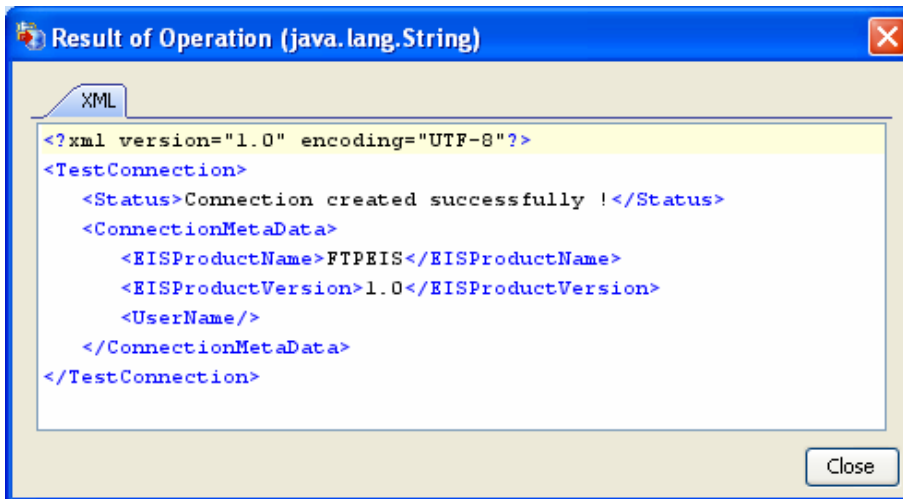 Result of Operation (java.lang.String)
XML
<?xml version="1.0" encoding="UTF-8"?>
<TestConnection>
<Status>Connection created successfully !</Status>
<ConnectionMetaData>
<EISProductName>FTPEIS</EISProductName>
<EISProductVersion>1.0</EISProductVersion>
<UserName/>
</ConnectionMetaData>
</TestConnection>
Close